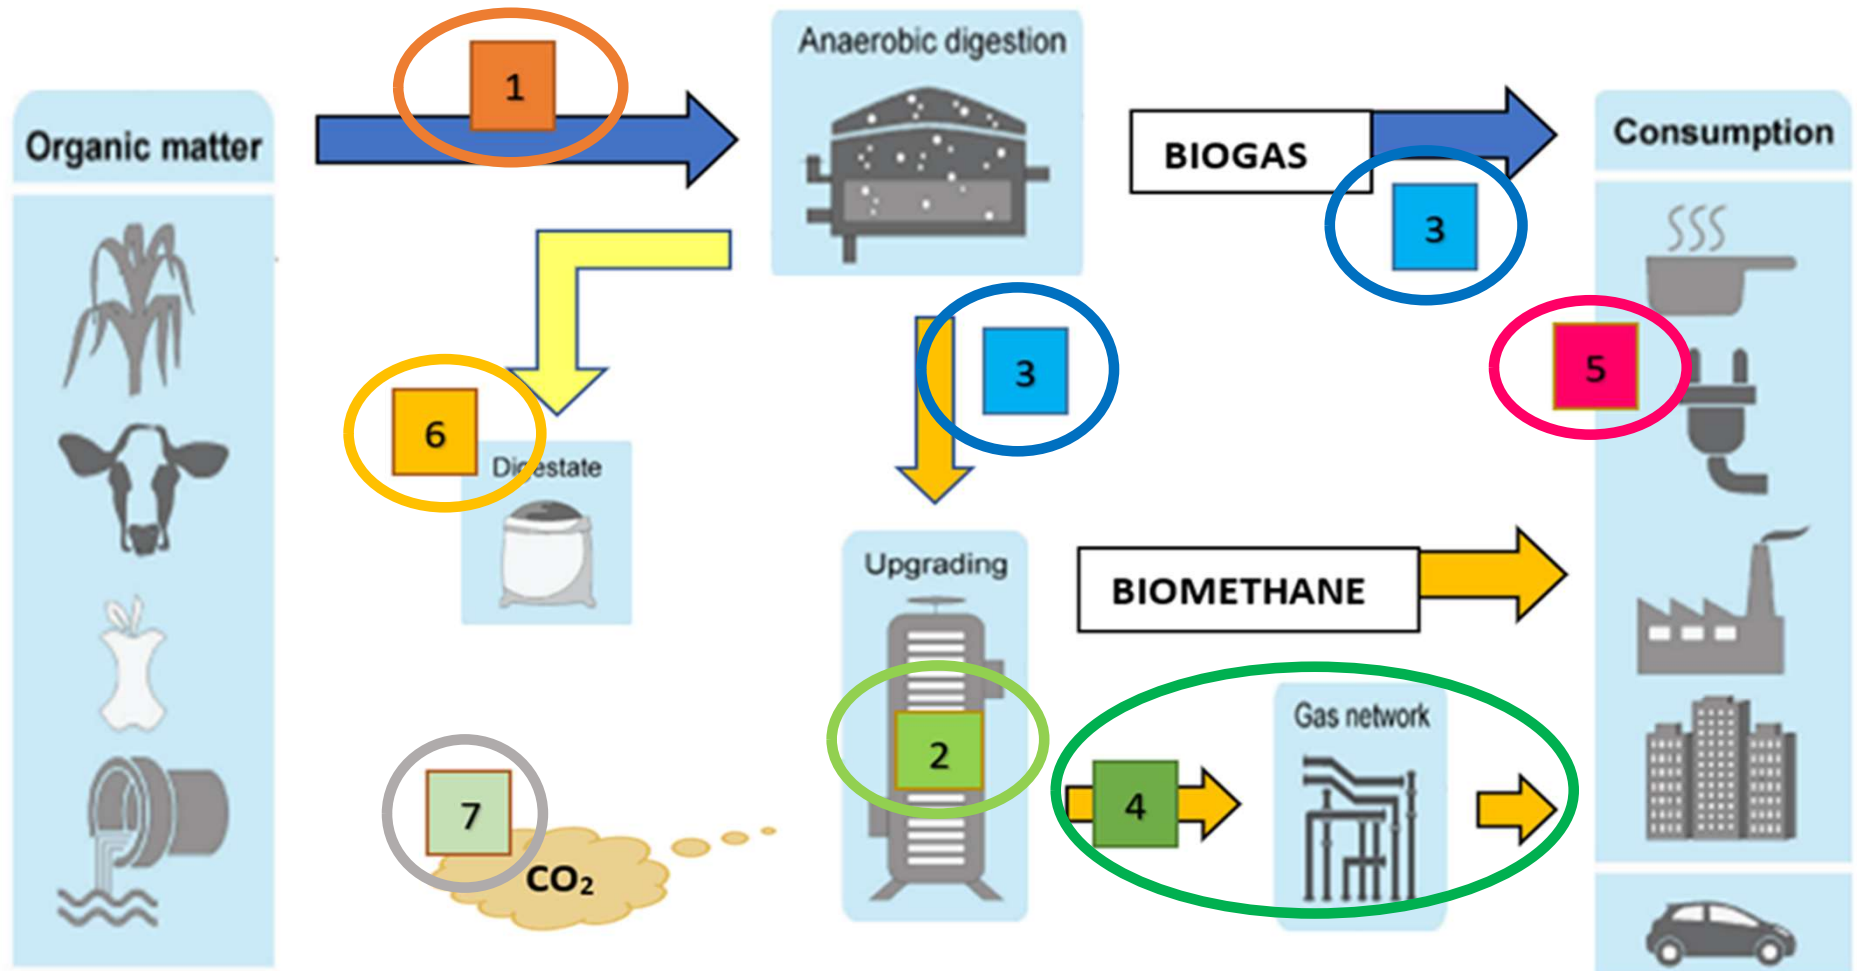 Organic matter
1
Anaerobic digestion
BIOGAS
3
Consumption
3
5
6
Digestate
Upgrading
BIOMETHANE
2
4
Gas network
7
CO₂